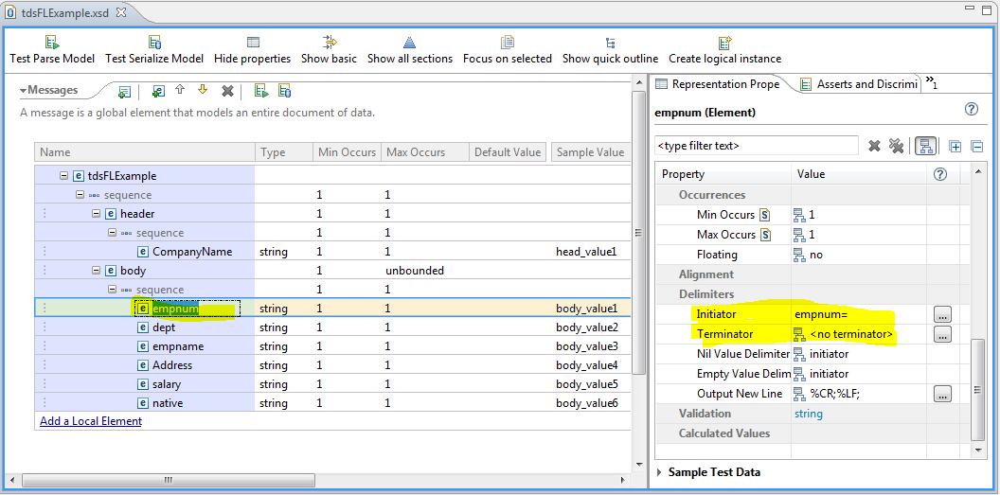 tdsFLExample.xsd
Test Parse Model Test Serialize Model Hide properties Show basic Show all sections Focus on selected Show quick outline Create logical instance
Messages
A message is a global element that models an entire document of data.
Name Type Min Occurs Max Occurs Default Value Sample Value
e tdsFLExample
sequence 1 1
e header 1 1
sequence 1 1
e CompanyName string 1 1 head_value1
e body 1 unbounded
sequence 1 1
e empnum string 1 1 body_value1
e dept string 1 1 body_value2
e empname string 1 1 body_value3
e Address string 1 1 body_value4
e salary string 1 1 body_value5
e native string 1 1 body_value6
Add a Local Element
Representation Prope Asserts and Discrimi »1
empnum (Element)
<type filter text>
Property Value
Occurrences
Min Occurs S 1
Max Occurs S 1
Floating no
Alignment
Delimiters
Initiator empnum= ...
Terminator <no terminator> ...
Nil Value Delimiter initiator
Empty Value Delim initiator
Output New Line %CR;%LF; ...
Validation string
Calculated Values
Sample Test Data